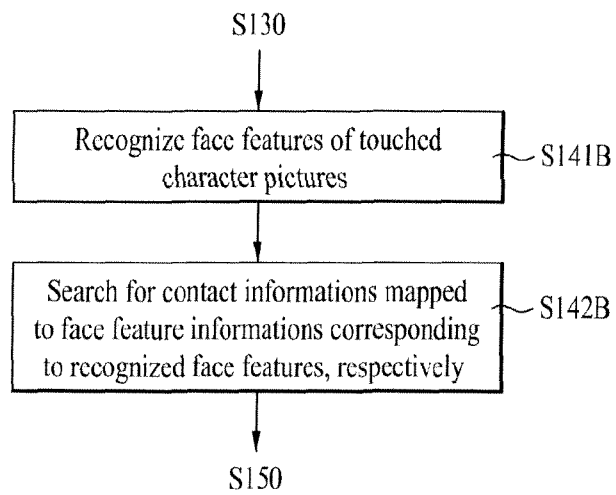 S130
Recognize face features of touched
character pictures
S141B
Search for contact informations mapped
to face feature informations corresponding
to recognized face features, respectively
S142B
S150